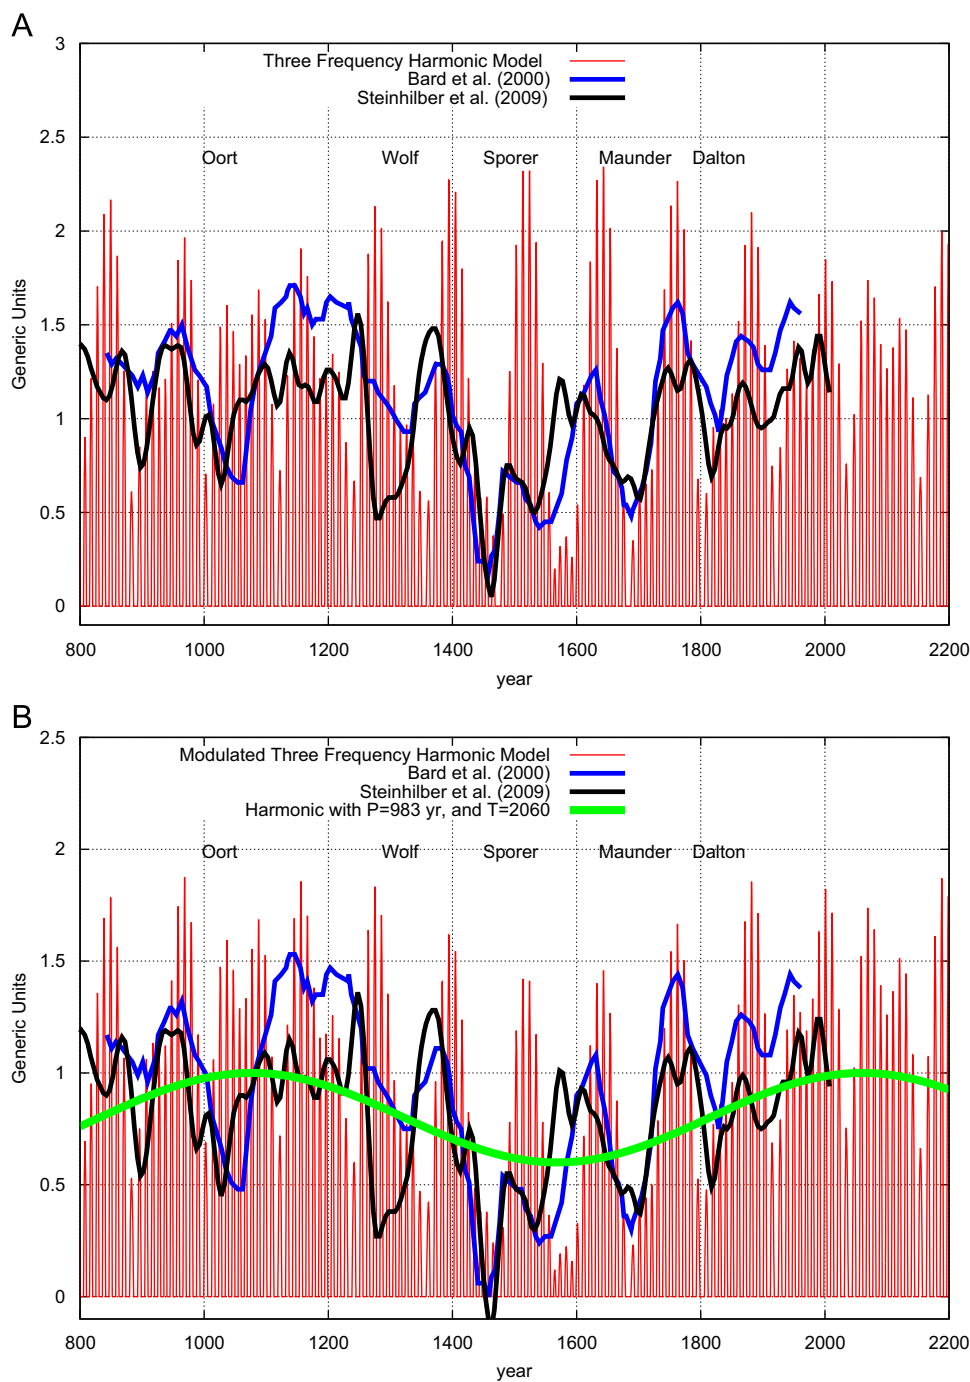 A
3
Three Frequency Harmonic Model
Bard et al. (2000)
Steinhilber et al. (2009)
2.5
Oort Wolf Sporer Maunder Dalton
2
Generic Units
1.5
1
0.5
0
800 1000 1200 1400 1600 1800 2000 2200
year
B
2.5
Modulated Three Frequency Harmonic Model
Bard et al. (2000)
Steinhilber et al. (2009)
Harmonic with P=983 yr, and T=2060
2
Oort Wolf Sporer Maunder Dalton
1.5
Generic Units
1
0.5
0
800 1000 1200 1400 1600 1800 2000 2200
year